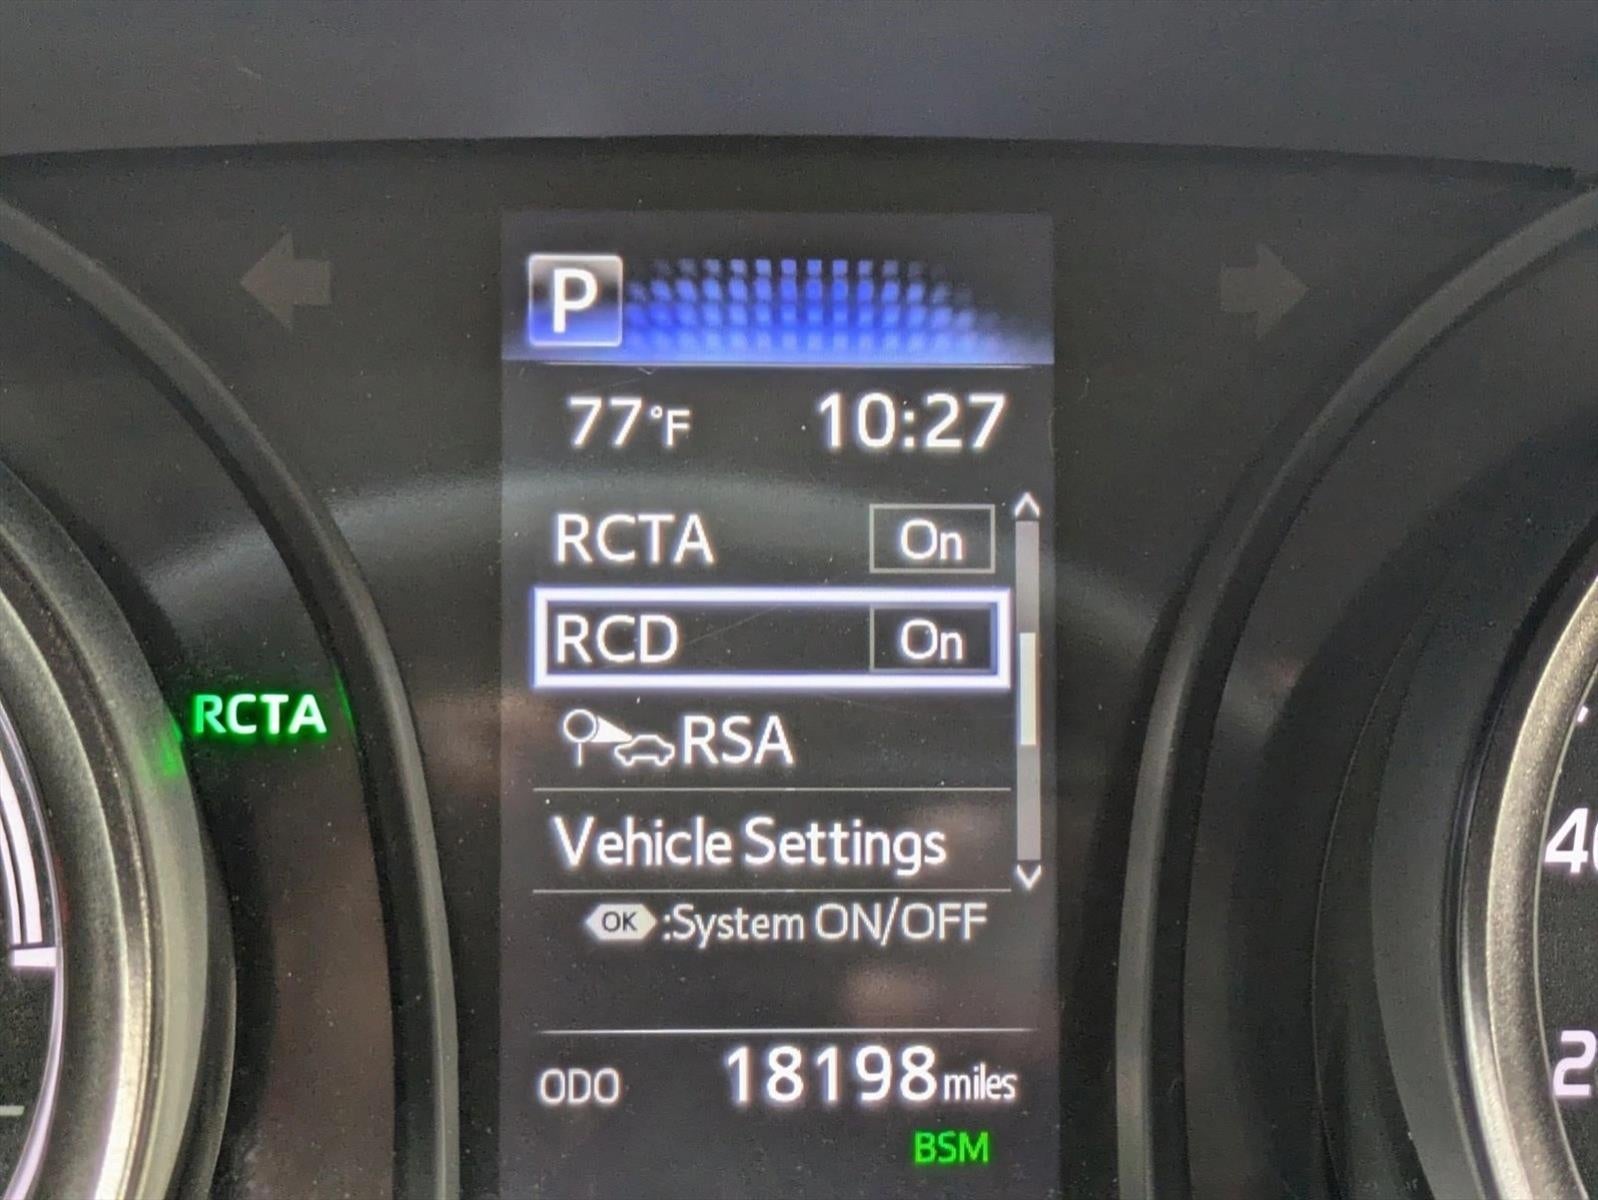 P
77°F 10:27
RCTA On
RCD On
RCTA
RSA
Vehicle Settings
OK :System ON/OFF
ODO 18198 miles
BSM